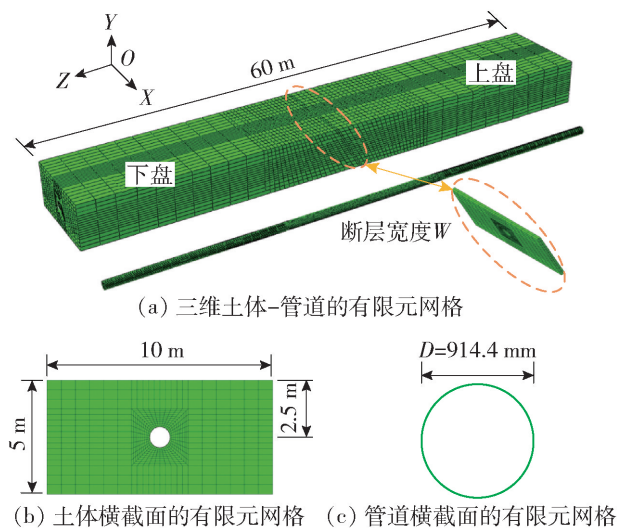 Y
O
Z
X
60 m
上盘
下盘
断层宽度W
(a) 三维土体-管道的有限元网格
10 m
5 m
2.5 m
D=914.4 mm
(b) 土体横截面的有限元网格
(c) 管道横截面的有限元网格